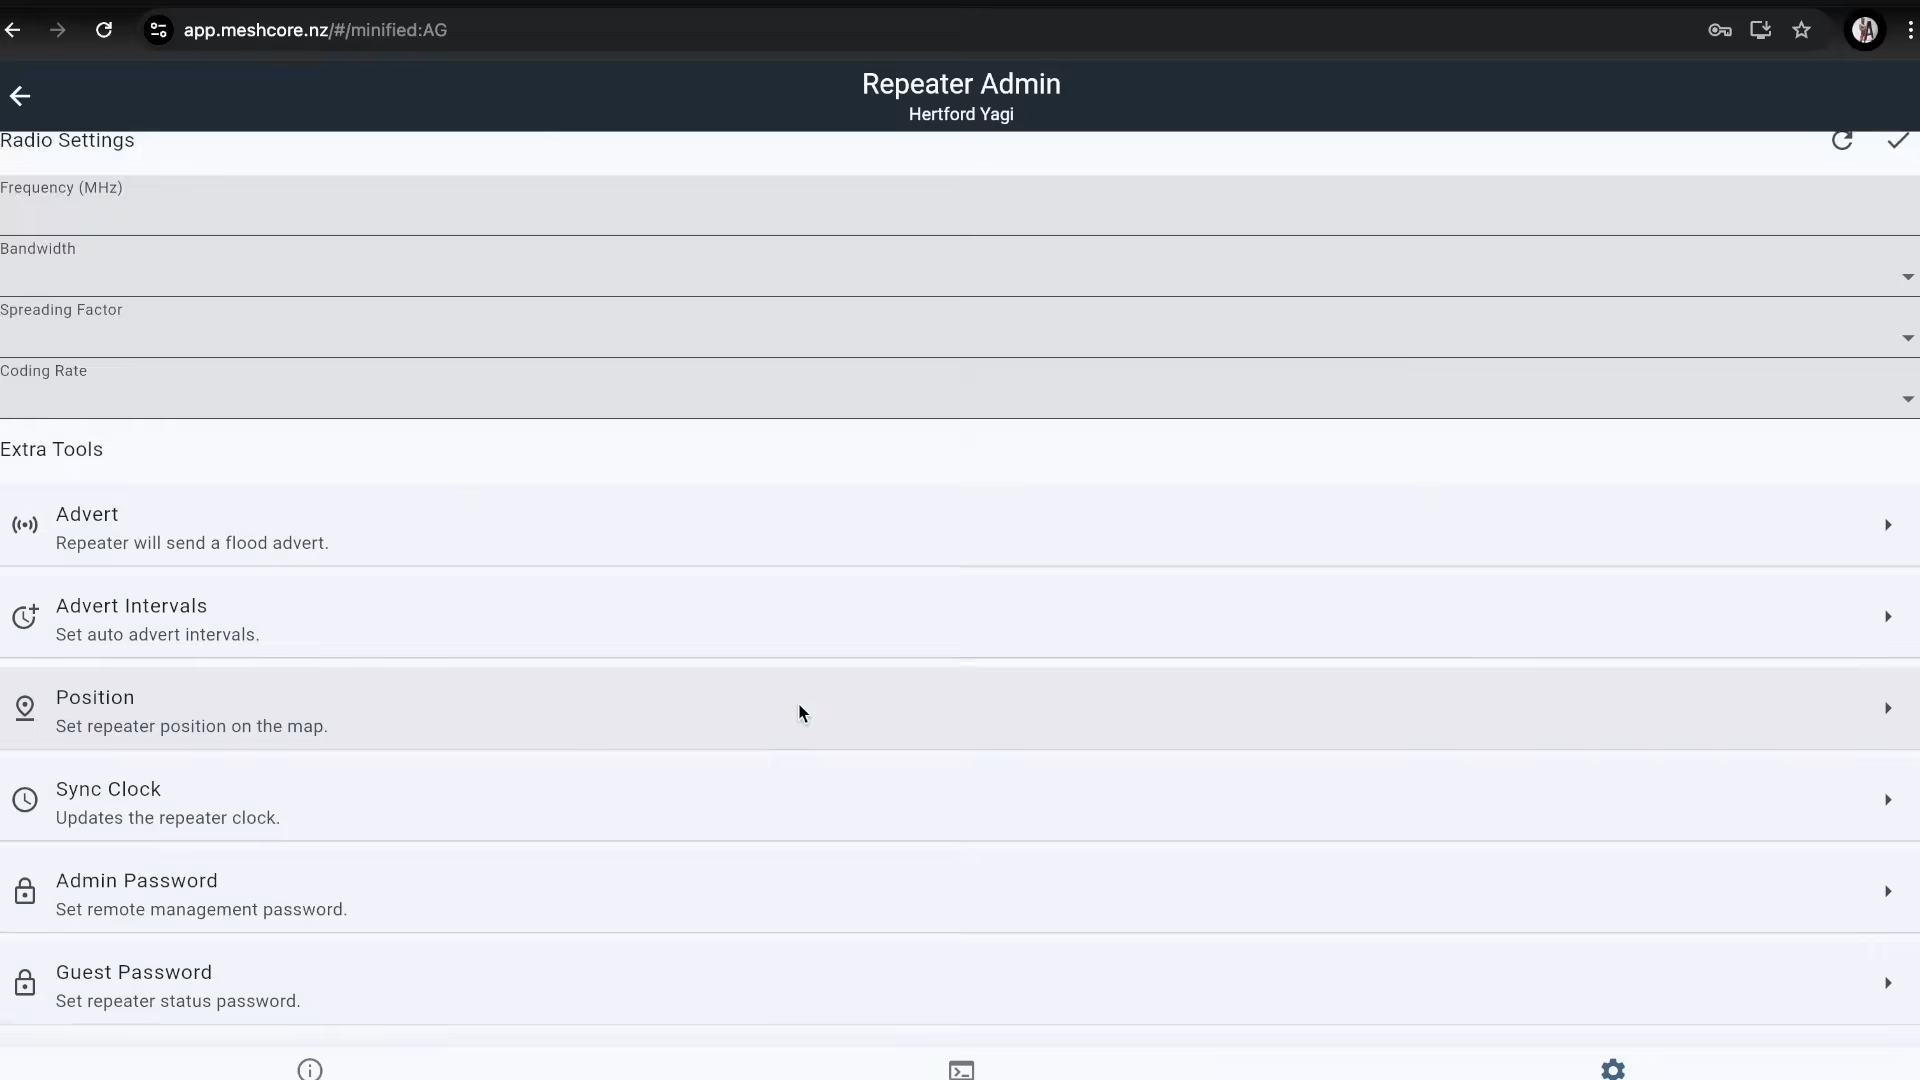 app.meshcore.nz/#/minified:AG
Repeater Admin
Hertford Yagi
Radio Settings
Frequency (MHz)
Bandwidth
Spreading Factor
Coding Rate
Extra Tools
Advert
Repeater will send a flood advert.
Advert Intervals
Set auto advert intervals.
Position
Set repeater position on the map.
Sync Clock
Updates the repeater clock.
Admin Password
Set remote management password.
Guest Password
Set repeater status password.